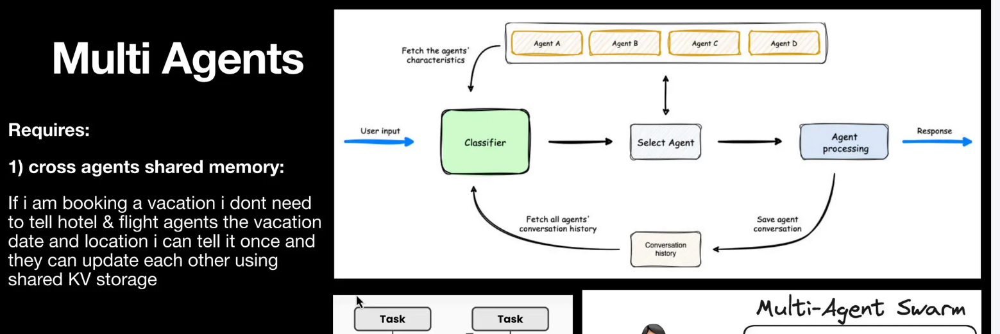 Multi Agents
Requires:
1) cross agents shared memory:
If i am booking a vacation i dont need
to tell hotel & flight agents the vacation
date and location i can tell it once and
they can update each other using
shared KV storage
Agent A
Agent B
Agent C
Agent D
Fetch the agents'
characteristics
User input
Classifier
Select Agent
Agent
processing
Response
Fetch all agents'
conversation history
Save agent
conversation
Conversation
history
Task
Task
Multi-Agent Swarm